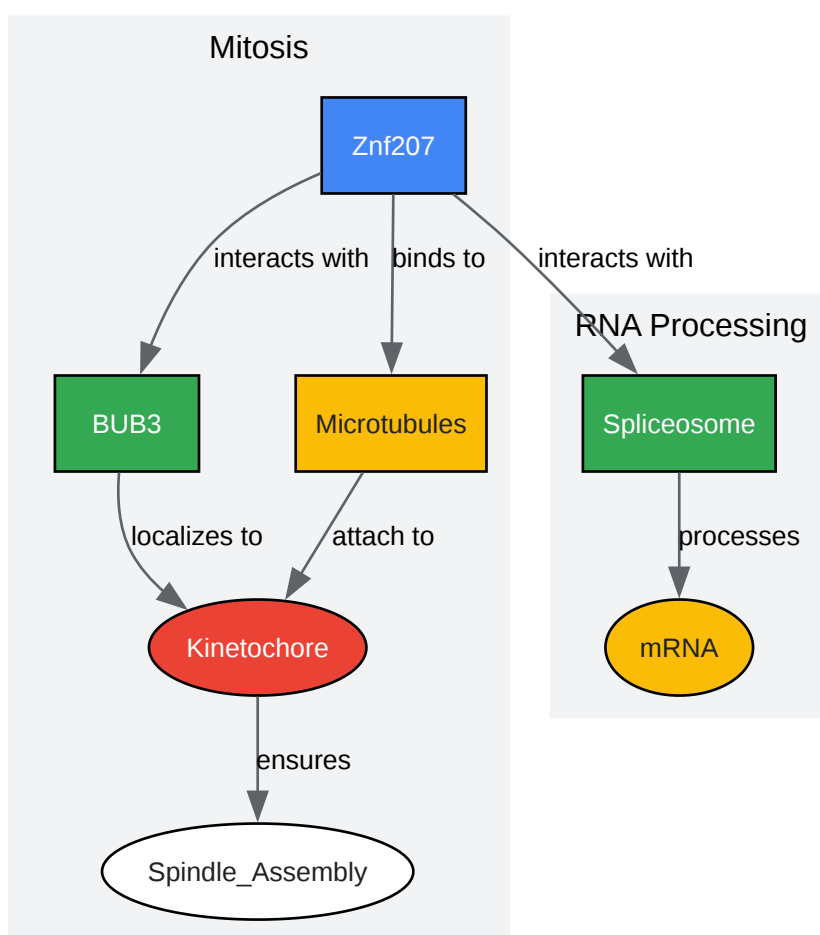 Mitosis
Znf207
interacts with
binds to
interacts with
RNA Processing
BUB3
Microtubules
Spliceosome
localizes to
attach to
processes
Kinetochore
mRNA
ensures
Spindle_Assembly